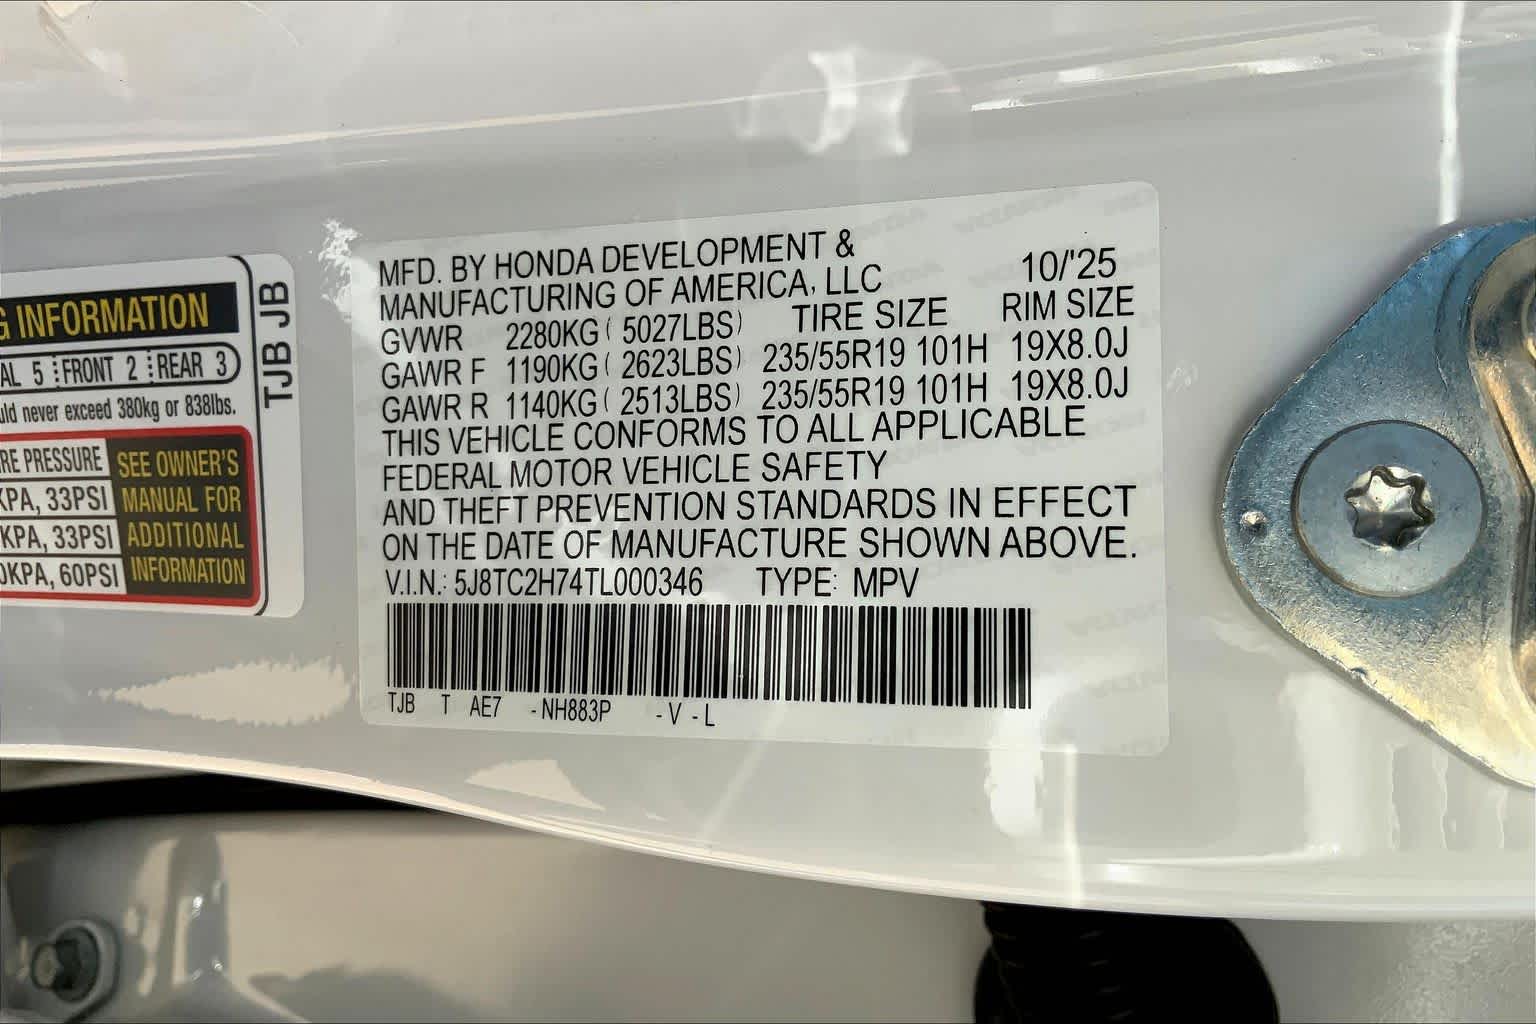 G INFORMATION
AL 5 FRONT 2 REAR 3
uld never exceed 380kg or 838lbs.
RE PRESSURE
KPA, 33PSI
KPA, 33PSI
0KPA, 60PSI
SEE OWNER'S
MANUAL FOR
ADDITIONAL
INFORMATION
TJB JB
MFD. BY HONDA DEVELOPMENT &
MANUFACTURING OF AMERICA, LLC 10/'25
GVWR 2280KG ( 5027LBS) TIRE SIZE RIM SIZE
GAWR F 1190KG ( 2623LBS) 235/55R19 101H 19X8.0J
GAWR R 1140KG ( 2513LBS) 235/55R19 101H 19X8.0J
THIS VEHICLE CONFORMS TO ALL APPLICABLE
FEDERAL MOTOR VEHICLE SAFETY
AND THEFT PREVENTION STANDARDS IN EFFECT
ON THE DATE OF MANUFACTURE SHOWN ABOVE.
V.I.N.: 5J8TC2H74TL000346 TYPE: MPV
TJB T AE7 -NH883P -V -L